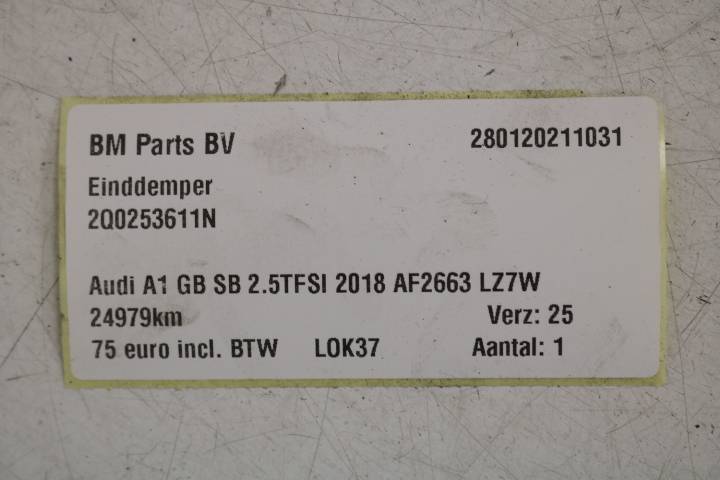 BM Parts BV 280120211031
Einddemper
2Q0253611N
Audi A1 GB SB 2.5TFSI 2018 AF2663 LZ7W
24979km Verz: 25
75 euro incl. BTW LOK37 Aantal: 1